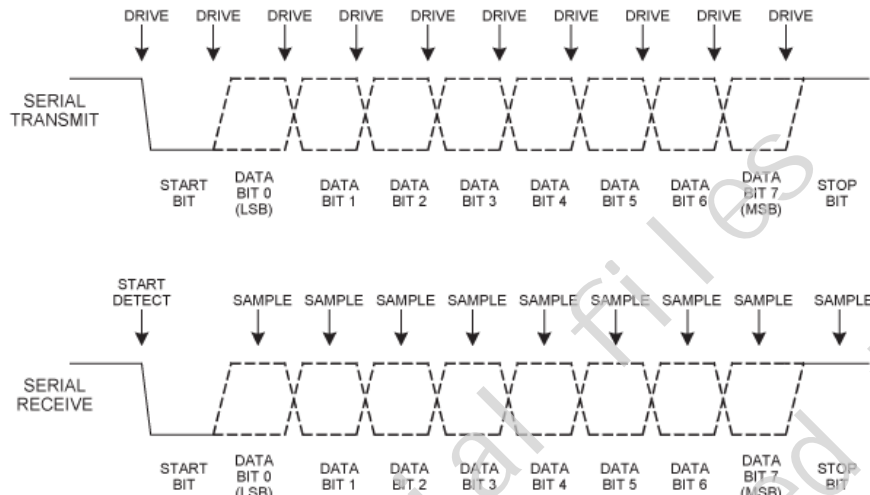 DRIVE DRIVE DRIVE DRIVE DRIVE DRIVE DRIVE DRIVE DRIVE DRIVE
SERIAL
TRANSMIT
START
BIT
DATA
BIT 0
(LSB)
DATA
BIT 1
DATA
BIT 2
DATA
BIT 3
DATA
BIT 4
DATA
BIT 5
DATA
BIT 6
DATA
BIT 7
(MSB)
STOP
BIT
START
DETECT
SAMPLE SAMPLE SAMPLE SAMPLE SAMPLE SAMPLE SAMPLE SAMPLE SAMPLE
SERIAL
RECEIVE
START
BIT
DATA
BIT 0
(LSB)
DATA
BIT 1
DATA
BIT 2
DATA
BIT 3
DATA
BIT 4
DATA
BIT 5
DATA
BIT 6
DATA
BIT 7
(MSB)
STOP
BIT
files